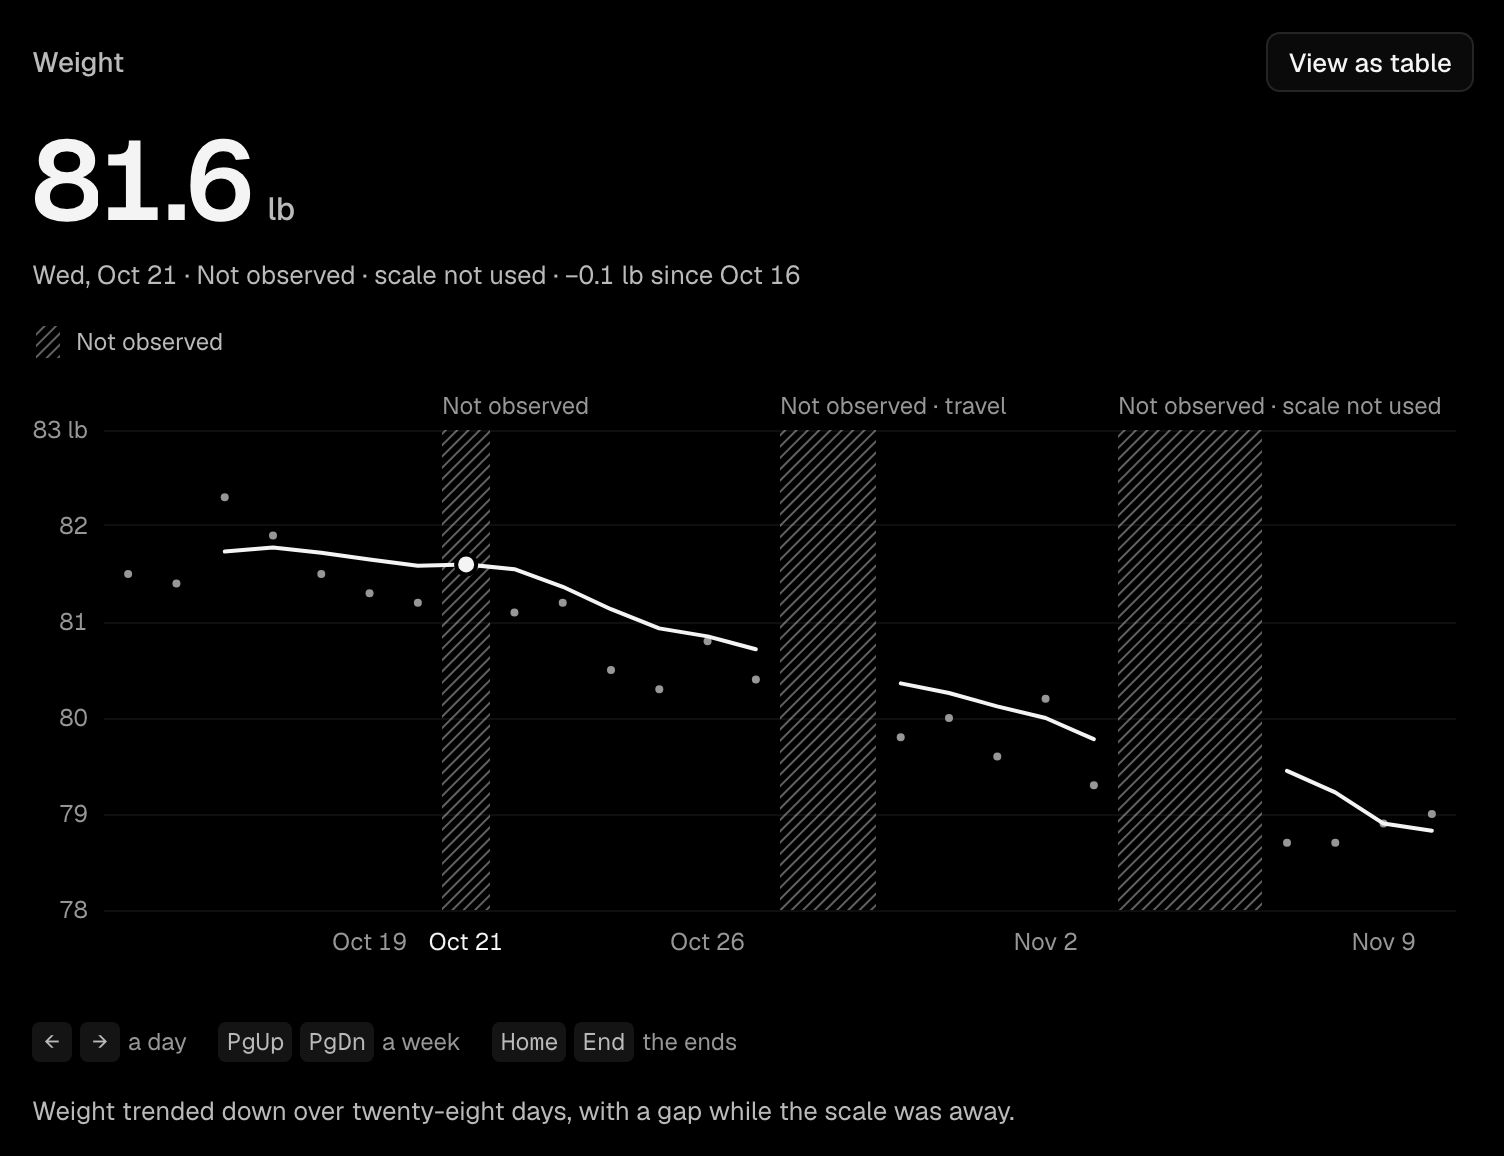 Weight
View as table
81.6 lb
Wed, Oct 21 · Not observed · scale not used · −0.1 lb since Oct 16
Not observed
Not observed
Not observed · travel
Not observed · scale not used
83 lb
82
81
80
79
78
Oct 19
Oct 21
Oct 26
Nov 2
Nov 9
← → a day PgUp PgDn a week Home End the ends
Weight trended down over twenty-eight days, with a gap while the scale was away.